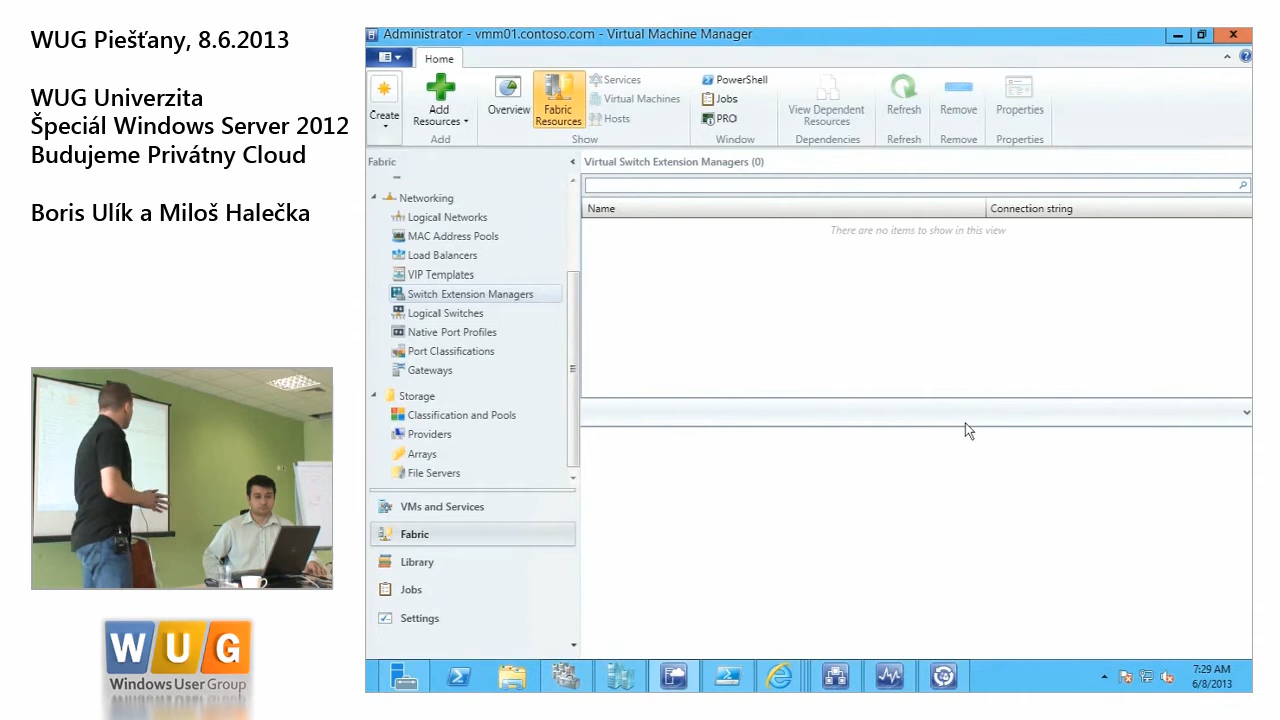 WUG Piešťany, 8.6.2013
WUG Univerzita
Špeciál Windows Server 2012
Budujeme Privátny Cloud
Boris Ulík a Miloš Halečka
WUG
Windows User Group
Administrator - vmm01.contoso.com - Virtual Machine Manager
Home
Create
Add Resources
Add
Overview
Fabric Resources
Services
Virtual Machines
Hosts
Show
PowerShell
Jobs
PRO
Window
View Dependent Resources
Dependencies
Refresh
Refresh
Remove
Remove
Properties
Properties
Fabric
Networking
Logical Networks
MAC Address Pools
Load Balancers
VIP Templates
Switch Extension Managers
Logical Switches
Native Port Profiles
Port Classifications
Gateways
Storage
Classification and Pools
Providers
Arrays
File Servers
VMs and Services
Fabric
Library
Jobs
Settings
Virtual Switch Extension Managers (0)
Name
Connection string
There are no items to show in this view
7:29 AM
6/8/2013